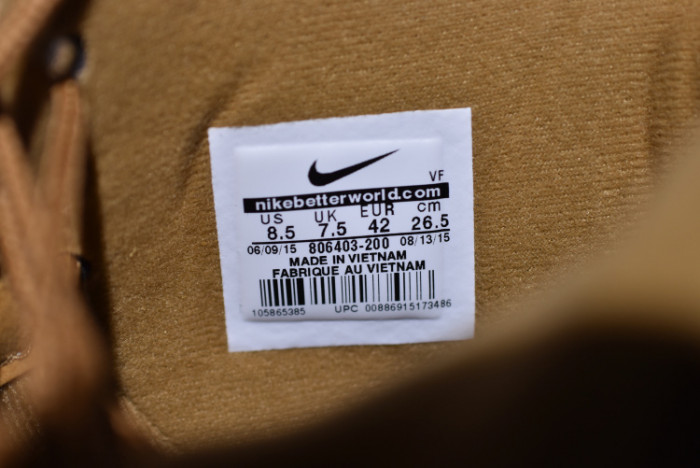 VF
nikebetterworld.com
US UK EUR cm
8.5 7.5 42 26.5
06/09/15 806403-200 08/13/15
MADE IN VIETNAM
FABRIQUE AU VIETNAM
105865385 UPC 00886915173486